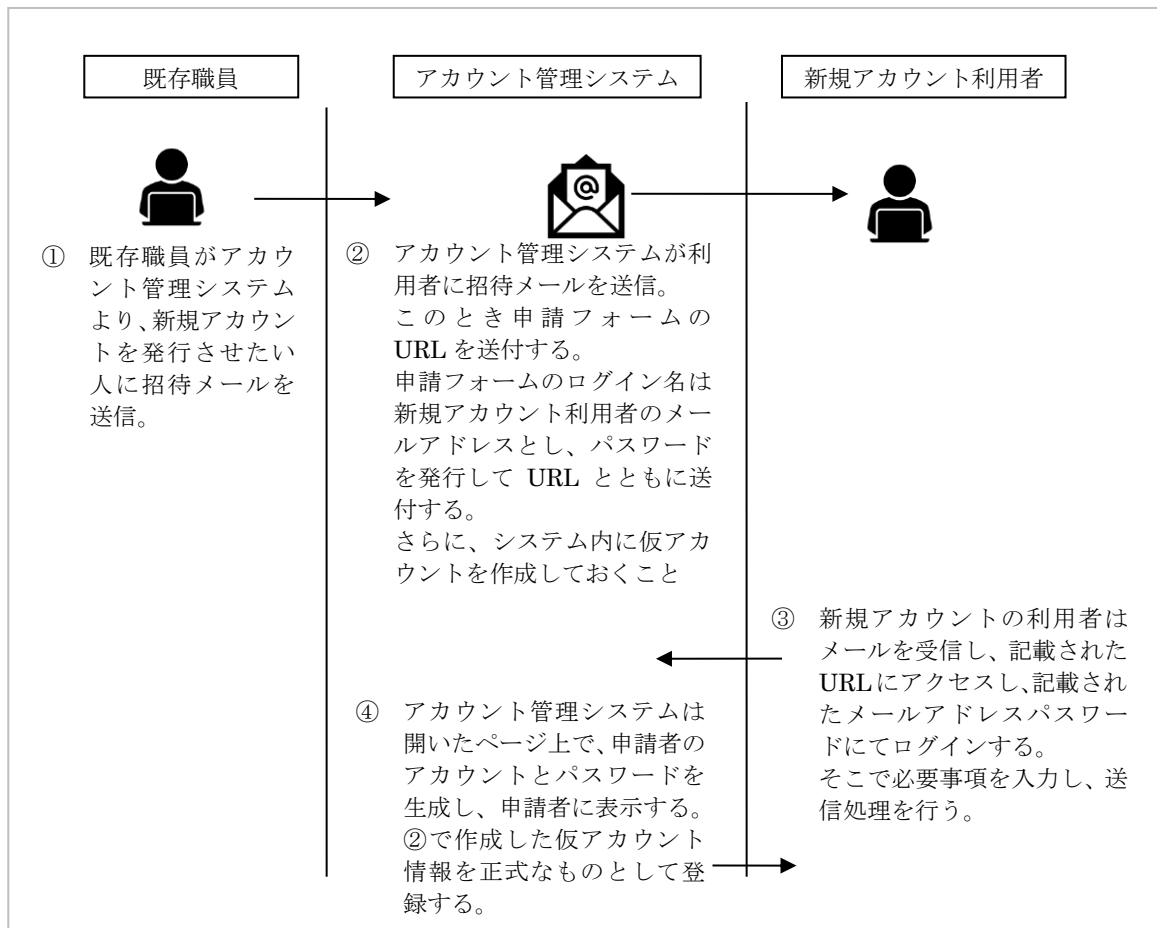 既存職員
アカウント管理システム
新規アカウント利用者
@
① 既存職員がアカウ
ント管理システム
より、新規アカウン
トを発行させたい
人に招待メールを
送信。
② アカウント管理システムが利
用者に招待メールを送信。
このとき申請フォームの
URL を送付する。
申請フォームのログイン名は
新規アカウント利用者のメー
ルアドレスとし、パスワード
を発行して URL とともに送
付する。
さらに、システム内に仮アカ
ウントを作成しておくこと
③ 新規アカウントの利用者は
メールを受信し、記載された
URLにアクセスし、記載され
たメールアドレスパスワー
ドにてログインする。
そこで必要事項を入力し、送
信処理を行う。
④ アカウント管理システムは
開いたページ上で、申請者の
アカウントとパスワードを
生成し、申請者に表示する。
②で作成した仮アカウント
情報を正式なものとして登
録する。